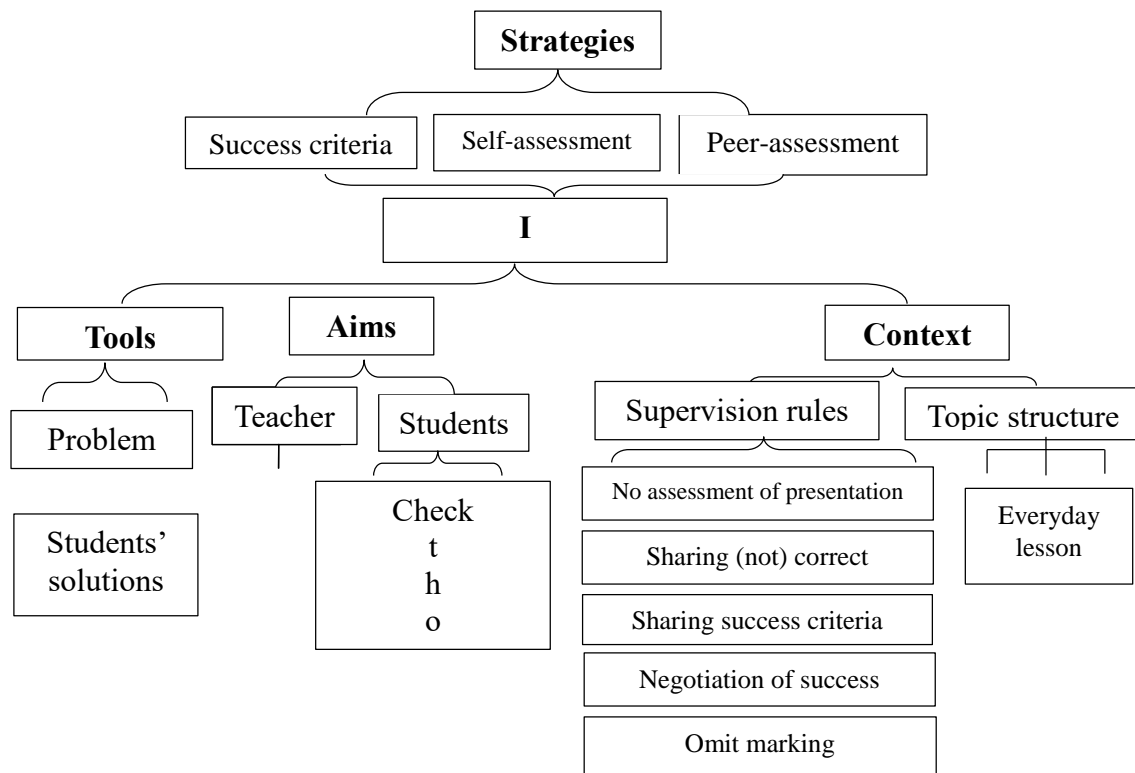 Strategies
Success criteria
Self-assessment
Peer-assessment
I
Tools
Aims
Context
Problem
Students’
solutions
Teacher
Students
Check
t
h
o
Supervision rules
No assessment of presentation
Sharing (not) correct
Sharing success criteria
Negotiation of success
Omit marking
Topic structure
Everyday
lesson